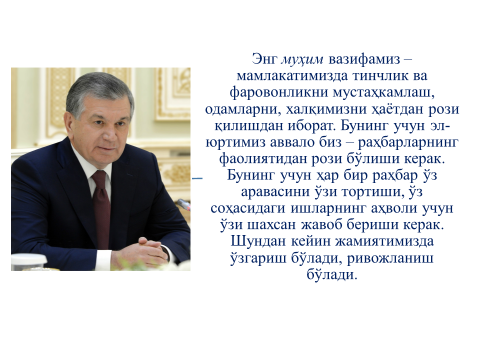 Энг муҳим вазифамиз –
мамлакатимизда тинчлик ва
фаровонликни мустаҳкамлаш,
одамларни, халқимизни ҳаётдан рози
қилишдан иборат. Бунинг учун эл-
юртимиз аввало биз – раҳбарларнинг
фаолиятидан рози бўлиши керак.
Бунинг учун ҳар бир раҳбар ўз
аравасини ўзи тортиши, ўз
соҳасидаги ишларнинг аҳволи учун
ўзи шахсан жавоб бериши керак.
Шундан кейин жамиятимизда
ўзгариш бўлади, ривожланиш
бўлади.